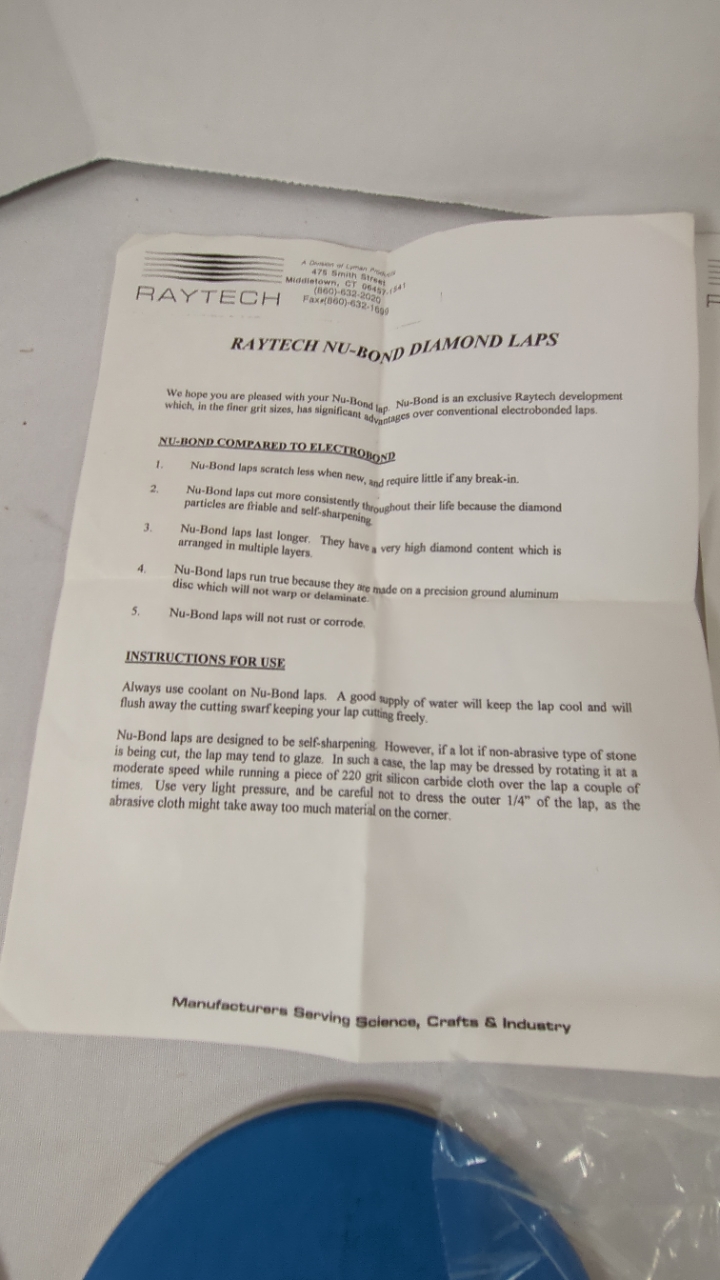 RAYTECH
A Division of Lyman Products
475 Smith Street
Middletown, CT 06457-1541
(860)-632-2020
Fax#(860)-632-1699
RAYTECH NU-BOND DIAMOND LAPS
We hope you are pleased with your Nu-Bond lap. Nu-Bond is an exclusive Raytech development
which, in the finer grit sizes, has significant advantages over conventional electrobonded laps.
NU-BOND COMPARED TO ELECTROBOND
1. Nu-Bond laps scratch less when new, and require little if any break-in.
2. Nu-Bond laps cut more consistently throughout their life because the diamond
particles are friable and self-sharpening.
3. Nu-Bond laps last longer. They have a very high diamond content which is
arranged in multiple layers.
4. Nu-Bond laps run true because they are made on a precision ground aluminum
disc which will not warp or delaminate.
5. Nu-Bond laps will not rust or corrode.
INSTRUCTIONS FOR USE
Always use coolant on Nu-Bond laps. A good supply of water will keep the lap cool and will
flush away the cutting swarf keeping your lap cutting freely.
Nu-Bond laps are designed to be self-sharpening. However, if a lot if non-abrasive type of stone
is being cut, the lap may tend to glaze. In such a case, the lap may be dressed by rotating it at a
moderate speed while running a piece of 220 grit silicon carbide cloth over the lap a couple of
times. Use very light pressure, and be careful not to dress the outer 1/4" of the lap, as the
abrasive cloth might take away too much material on the corner.
Manufacturers Serving Science, Crafts & Industry